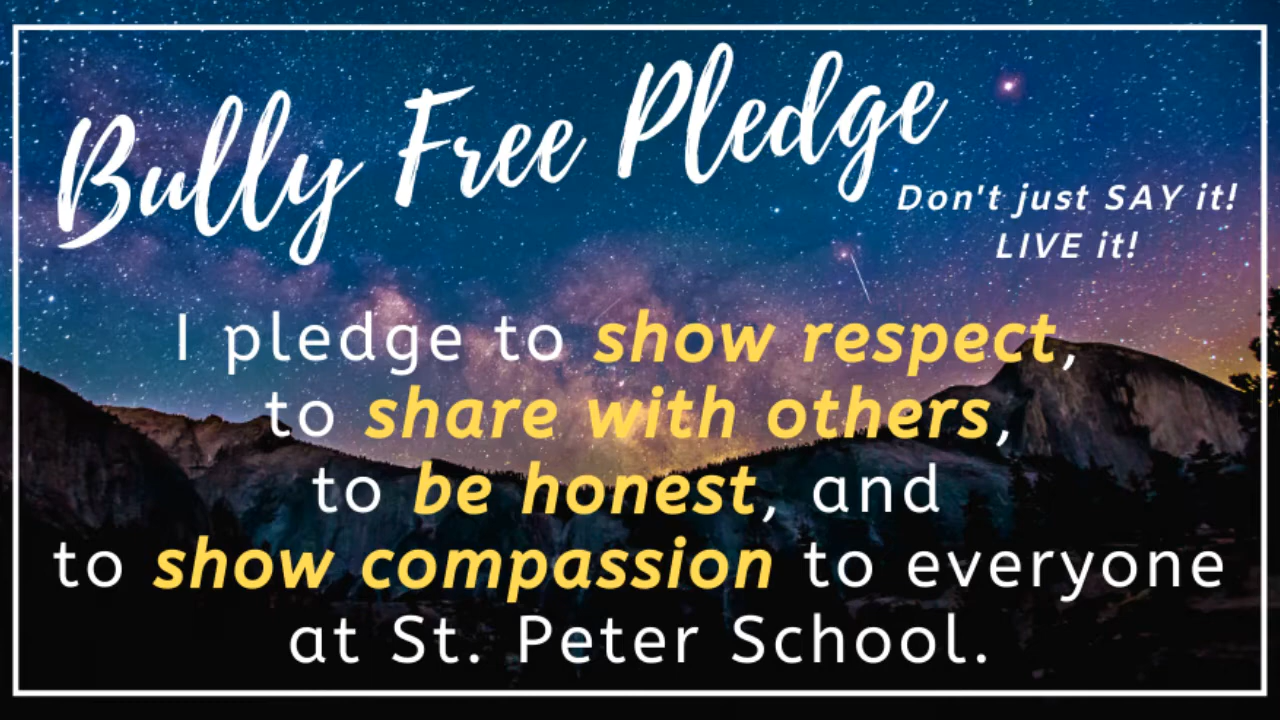 Bully Free Pledge
Don't just SAY it!
LIVE it!
I pledge to show respect,
to share with others,
to be honest, and
to show compassion to everyone
at St. Peter School.